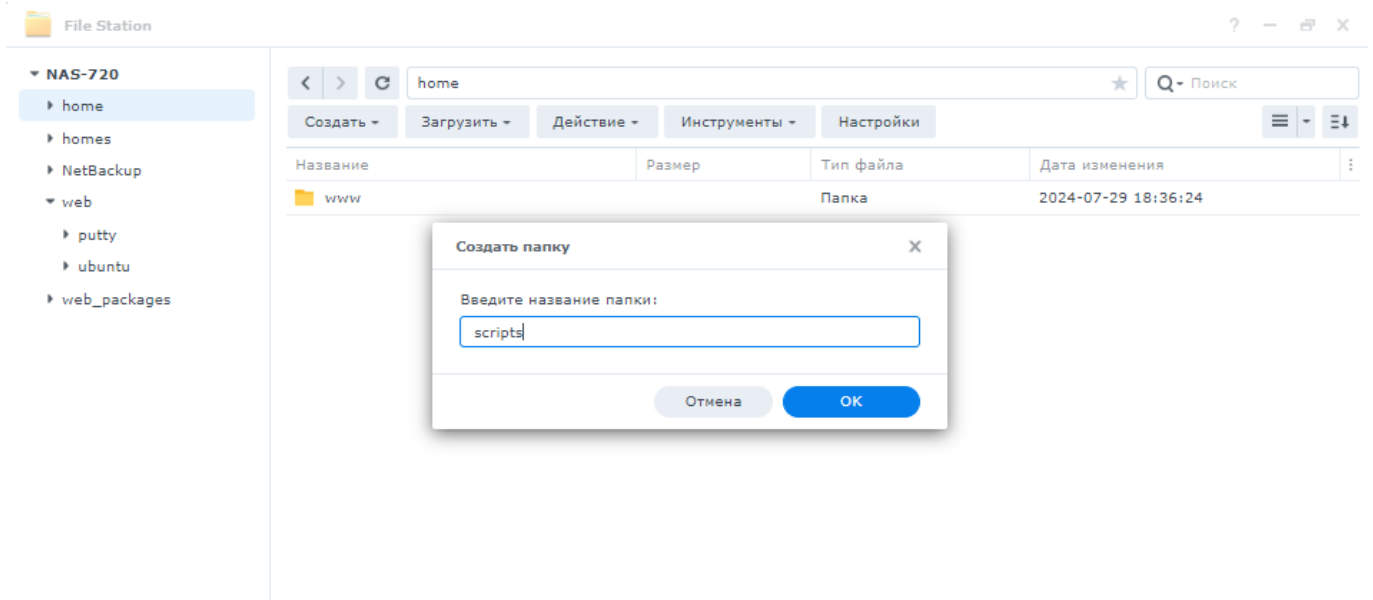 File Station
NAS-720
home
homes
NetBackup
web
putty
ubuntu
web_packages
home
Поиск
Создать Загрузить Действие Инструменты Настройки
Название Размер Тип файла Дата изменения
www Папка 2024-07-29 18:36:24
Создать папку
Введите название папки:
scripts
Отмена OK